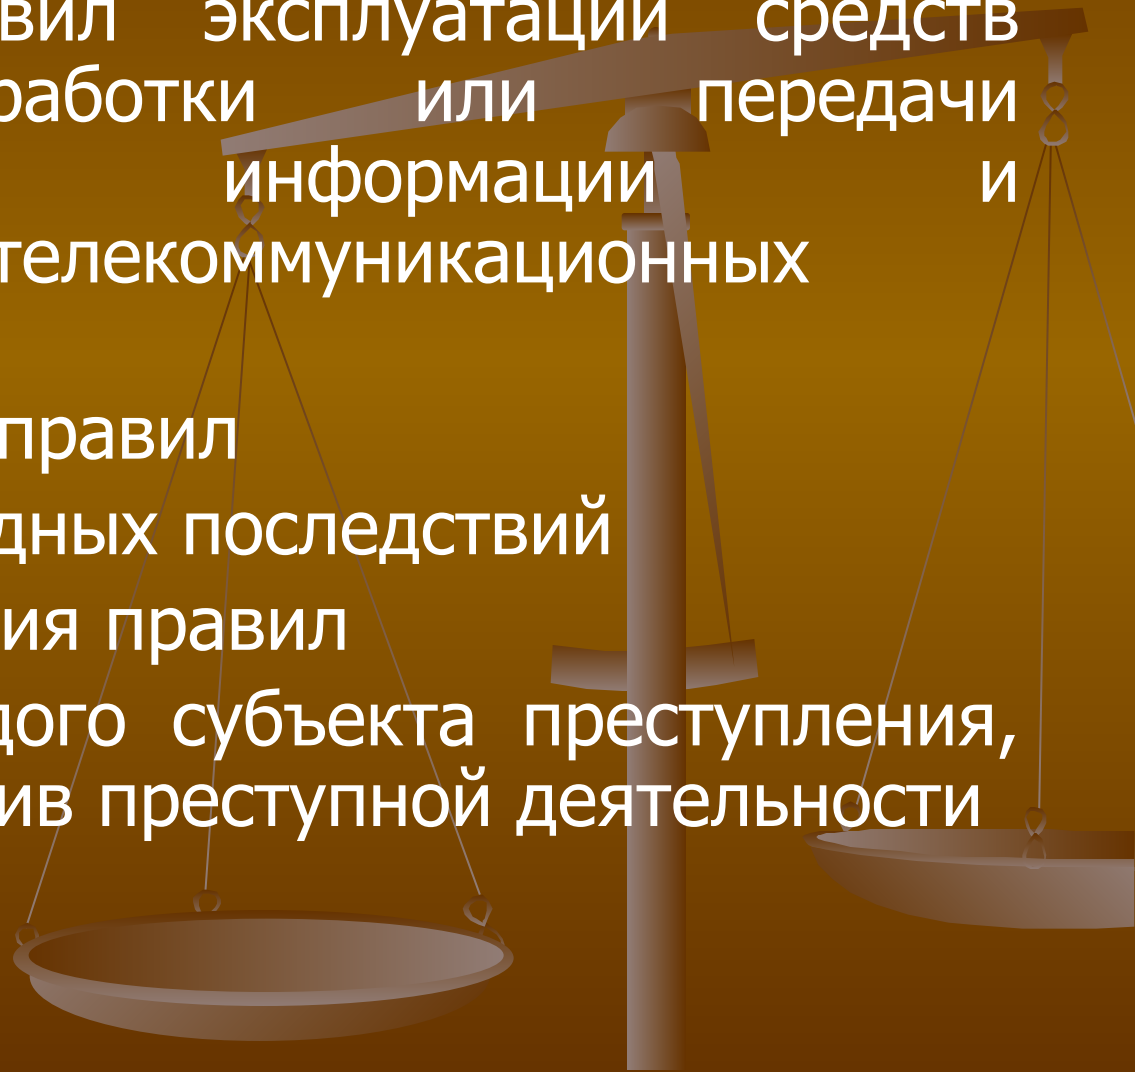 вил эксплуатации средств
работки или передачи
информации и
телекоммуникационных
правил
дных последствий
ия правил
дого субъекта преступления,
ив преступной деятельности